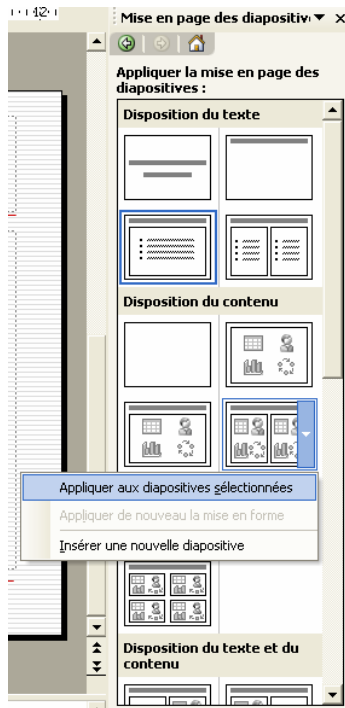 12
Mise en page des diapositiv
Appliquer la mise en page des
diapositives :
Disposition du texte
Disposition du contenu
Appliquer aux diapositives sélectionnées
Appliquer de nouveau la mise en forme
Insérer une nouvelle diapositive
Disposition du texte et du
contenu